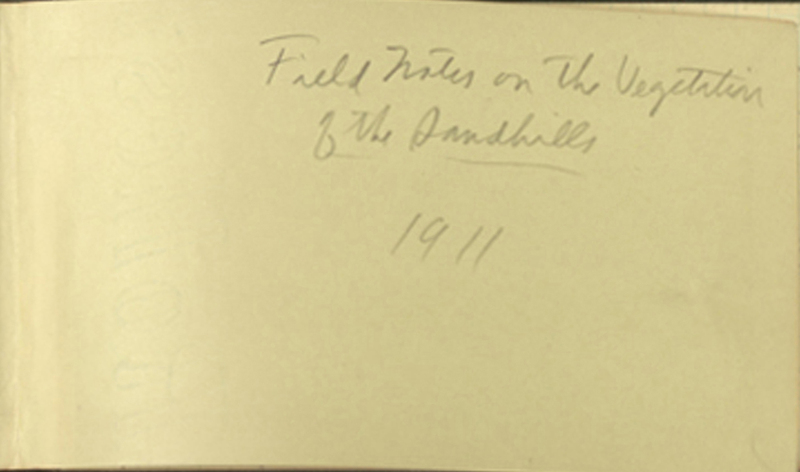 Field Notes on the Vegetation
of the Sandhills
1911